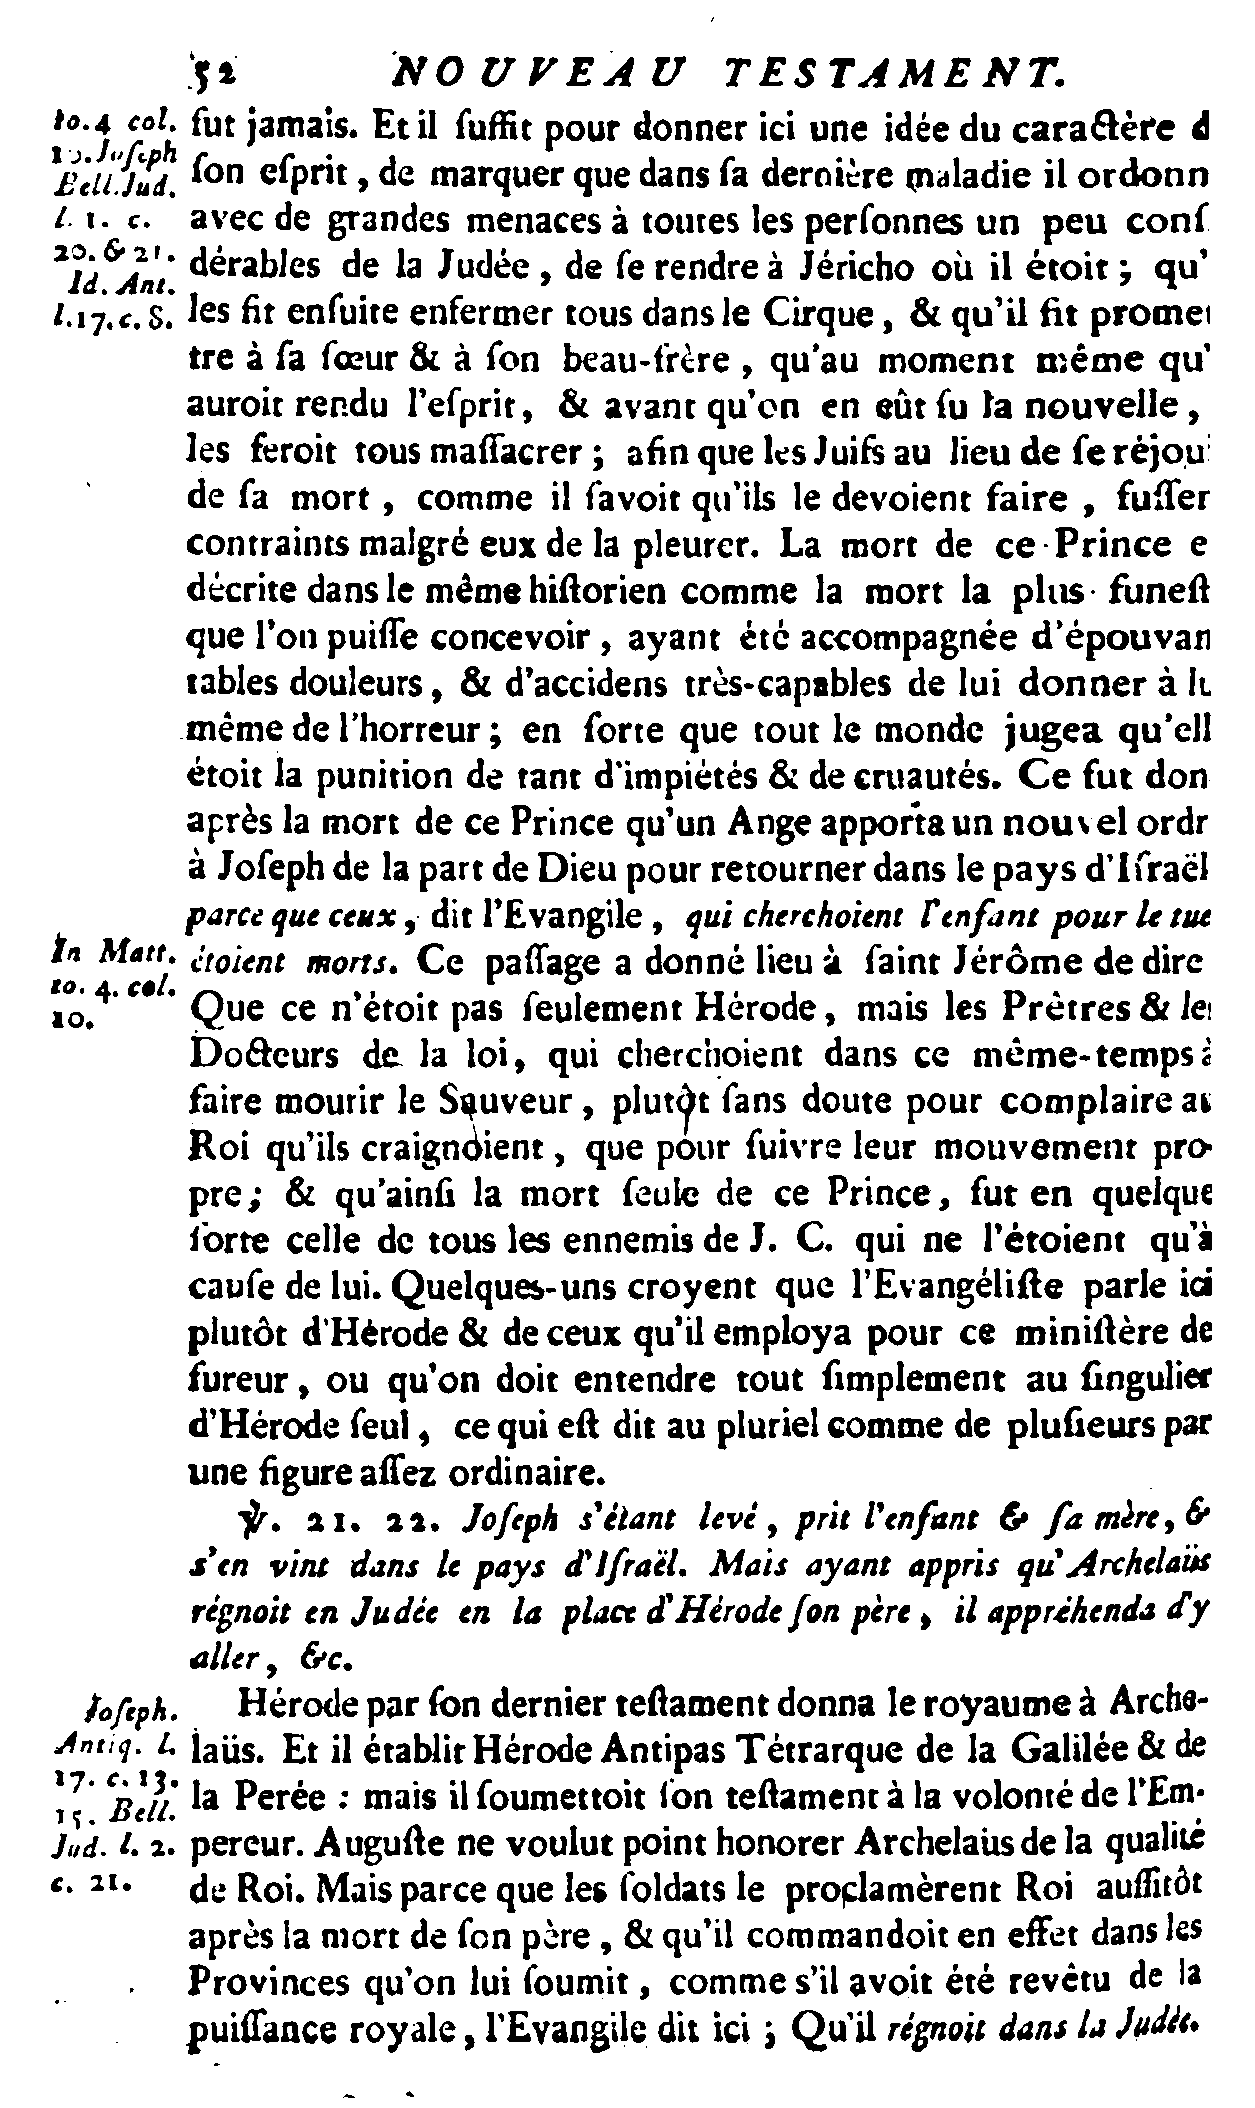 52 NOUVEAU TESTAMENT.
to. 4 col.
10. Joſeph
Bell. Jud.
l. 1. c.
20. & 21.
Id. Ant.
l. 17. c. 8.
fut jamais. Et il ſuffit pour donner ici une idée du caractère d
ſon eſprit, de marquer que dans ſa dernière maladie il ordonn
avec de grandes menaces à toutes les perſonnes un peu conſ
dérables de la Judée, de ſe rendre à Jéricho où il étoit; qu'
les fit enſuite enfermer tous dans le Cirque, & qu'il fit promet
tre à ſa ſœur & à ſon beau-frère, qu'au moment même qu'
auroit rendu l'eſprit, & avant qu'on en eût ſu la nouvelle,
les feroit tous maſſacrer; afin que les Juifs au lieu de ſe réjoui
de ſa mort, comme il ſavoit qu'ils le devoient faire, fuſſer
contraints malgré eux de la pleurer. La mort de ce Prince e
décrite dans le même hiſtorien comme la mort la plus funeſt
que l'on puiſſe concevoir, ayant été accompagnée d'épouvan
tables douleurs, & d'accidens très-capables de lui donner à lu
même de l'horreur; en ſorte que tout le monde jugea qu'ell
étoit la punition de tant d'impiétés & de cruautés. Ce fut don
après la mort de ce Prince qu'un Ange apporta un nouvel ordr
à Joſeph de la part de Dieu pour retourner dans le pays d'Iſraël
parce que ceux, dit l'Evangile, qui cherchoient l'enfant pour le tue
In Matt.
to. 4. col.
10.
étoient morts. Ce paſſage a donné lieu à ſaint Jérôme de dire
Que ce n'étoit pas ſeulement Hérode, mais les Prêtres & les
Docteurs de la loi, qui cherchoient dans ce même-temps à
faire mourir le Sauveur, plutôt ſans doute pour complaire au
Roi qu'ils craignoient, que pour ſuivre leur mouvement pro-
pre; & qu'ainſi la mort ſeule de ce Prince, fut en quelque
ſorte celle de tous les ennemis de J. C. qui ne l'étoient qu'à
cauſe de lui. Quelques-uns croyent que l'Evangéliſte parle ici
plutôt d'Hérode & de ceux qu'il employa pour ce miniſtère de
fureur, ou qu'on doit entendre tout ſimplement au ſingulier
d'Hérode ſeul, ce qui eſt dit au pluriel comme de pluſieurs par
une figure aſſez ordinaire.
℣. 21. 22. Joſeph s'étant levé, prit l'enfant & ſa mère, &
s'en vint dans le pays d'Iſraël. Mais ayant appris qu'Archelaüs
régnoit en Judée en la place d'Hérode ſon père, il appréhenda d'y
aller, &c.
Joſeph.
Antiq. l.
17. c. 13.
15. Bell.
Jud. l. 2.
c. 21.
Hérode par ſon dernier teſtament donna le royaume à Arche-
laüs. Et il établit Hérode Antipas Tétrarque de la Galilée & de
la Perée : mais il ſoumettoit ſon teſtament à la volonté de l'Em-
pereur. Auguſte ne voulut point honorer Archelaüs de la qualité
de Roi. Mais parce que les ſoldats le proclamèrent Roi auſſitôt
après la mort de ſon père, & qu'il commandoit en effet dans les
Provinces qu'on lui ſoumit, comme s'il avoit été revêtu de la
puiſſance royale, l'Evangile dit ici; Qu'il régnoit dans la Judée.